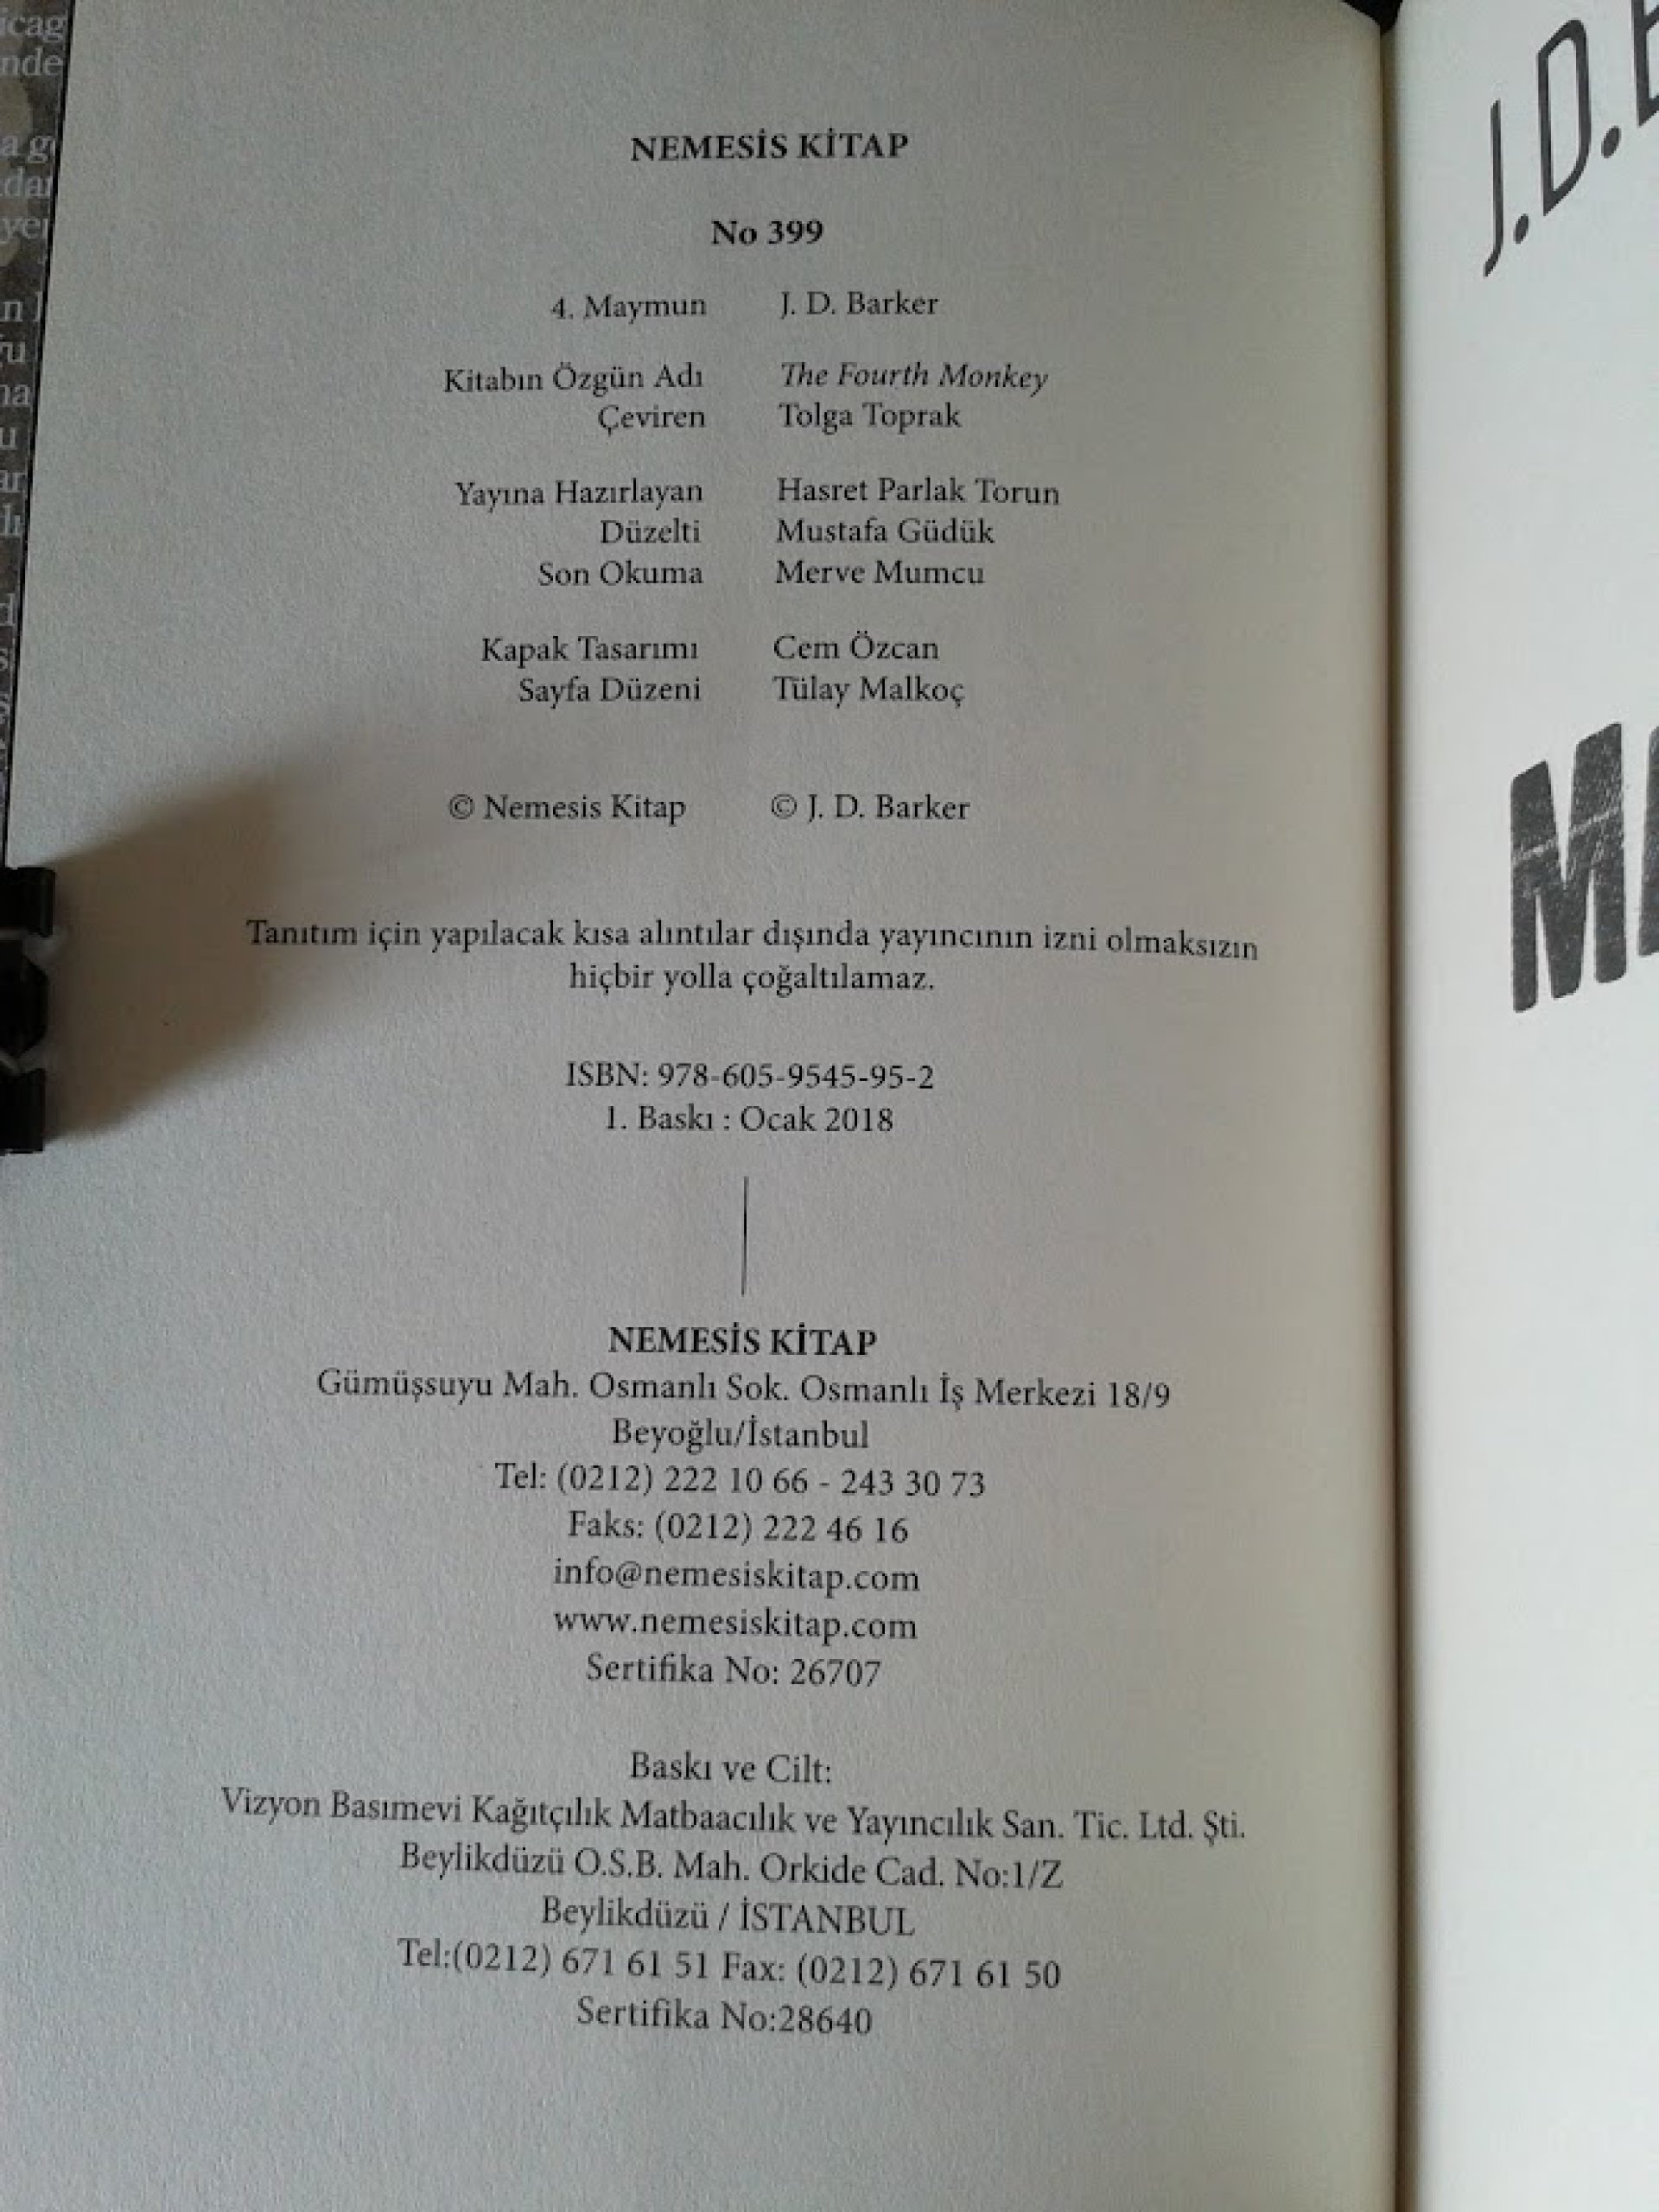 NEMESİS KİTAP
No 399
4. Maymun J. D. Barker
Kitabın Özgün Adı The Fourth Monkey
Çeviren Tolga Toprak
Yayına Hazırlayan Hasret Parlak Torun
Düzelti Mustafa Güdük
Son Okuma Merve Mumcu
Kapak Tasarımı Cem Özcan
Sayfa Düzeni Tülay Malkoç
© Nemesis Kitap © J. D. Barker
Tanıtım için yapılacak kısa alıntılar dışında yayıncının izni olmaksızın
hiçbir yolla çoğaltılamaz.
ISBN: 978-605-9545-95-2
1. Baskı : Ocak 2018
NEMESİS KİTAP
Gümüşsuyu Mah. Osmanlı Sok. Osmanlı İş Merkezi 18/9
Beyoğlu/İstanbul
Tel: (0212) 222 10 66 - 243 30 73
Faks: (0212) 222 46 16
info@nemesiskitap.com
www.nemesiskitap.com
Sertifika No: 26707
Baskı ve Cilt:
Vizyon Basımevi Kağıtçılık Matbaacılık ve Yayıncılık San. Tic. Ltd. Şti.
Beylikdüzü O.S.B. Mah. Orkide Cad. No:1/Z
Beylikdüzü / İSTANBUL
Tel:(0212) 671 61 51 Fax: (0212) 671 61 50
Sertifika No:28640
J.D.